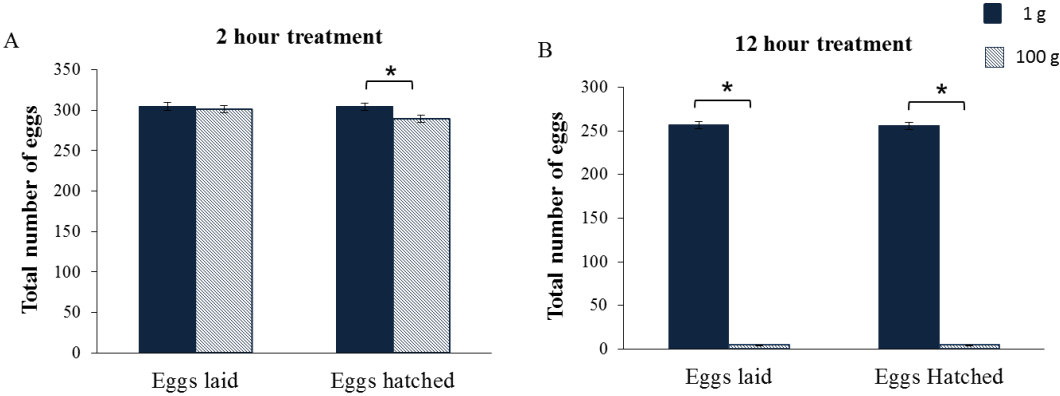 A
2 hour treatment
Total number of eggs
350
300
250
200
150
100
50
0
*
Eggs laid
Eggs hatched
B
12 hour treatment
1 g
100 g
Total number of eggs
300
250
200
150
100
50
0
*
*
Eggs laid
Eggs Hatched